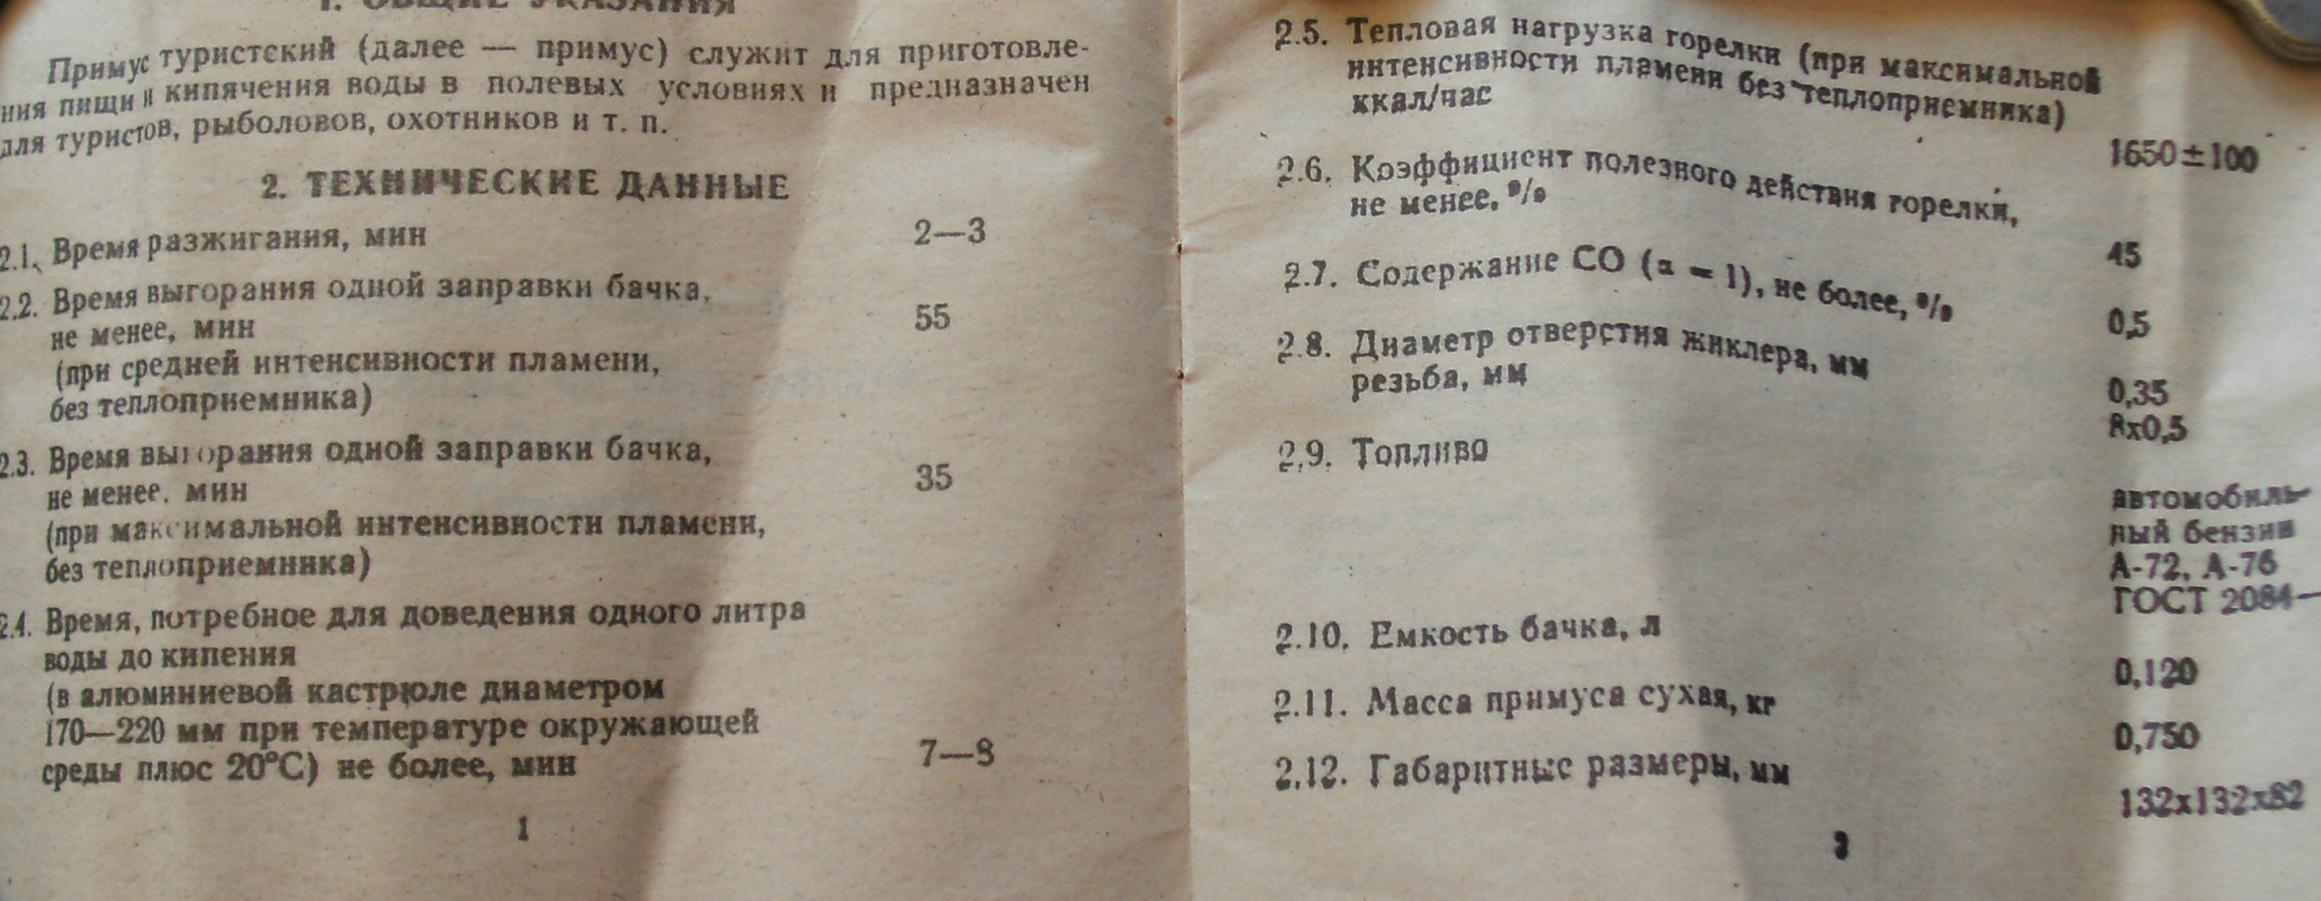 1. ОБЩИЕ УКАЗАНИЯ
Примус туристский (далее — примус) служит для приготовле-
ния пищи и кипячения воды в полевых условиях и предназначен
для туристов, рыболовов, охотников и т. п.
2. ТЕХНИЧЕСКИЕ ДАННЫЕ
2.1. Время разжигания, мин 2—3
2.2. Время выгорания одной заправки бачка,
не менее, мин 55
(при средней интенсивности пламени,
без теплоприемника)
2.3. Время выгорания одной заправки бачка,
не менее. мин 35
(при максимальной интенсивности пламени,
без теплоприемника)
2.4. Время, потребное для доведения одного литра
воды до кипения
(в алюминиевой кастрюле диаметром
170—220 мм при температуре окружающей
среды плюс 20°С) не более, мин 7—8
1
2.5. Тепловая нагрузка горелки (при максимальной
интенсивности пламени без теплоприемника)
ккал/час 1650±100
2.6. Коэффициент полезного действия горелки,
не менее, % 45
2.7. Содержание СО (α = 1), не более, % 0,5
2.8. Диаметр отверстия жиклера, мм 0,35
резьба, мм 8х0,5
2.9. Топливо автомобиль-
ный бензин
А-72, А-76
ГОСТ 2084—
2.10. Емкость бачка, л 0,120
2.11. Масса примуса сухая, кг 0,750
2.12. Габаритные размеры, мм 132х132х82